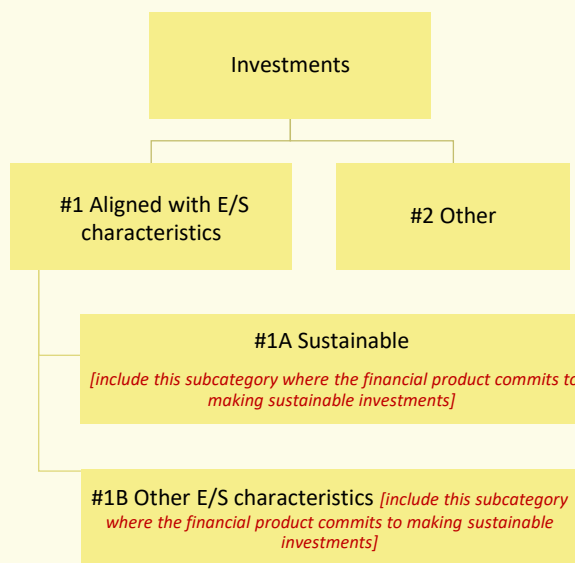 Investments
#1 Aligned with E/S
characteristics
#2 Other
#1A Sustainable
[include this subcategory where the financial product commits to
making sustainable investments]
#1B Other E/S characteristics [include this subcategory
where the financial product commits to making sustainable
investments]